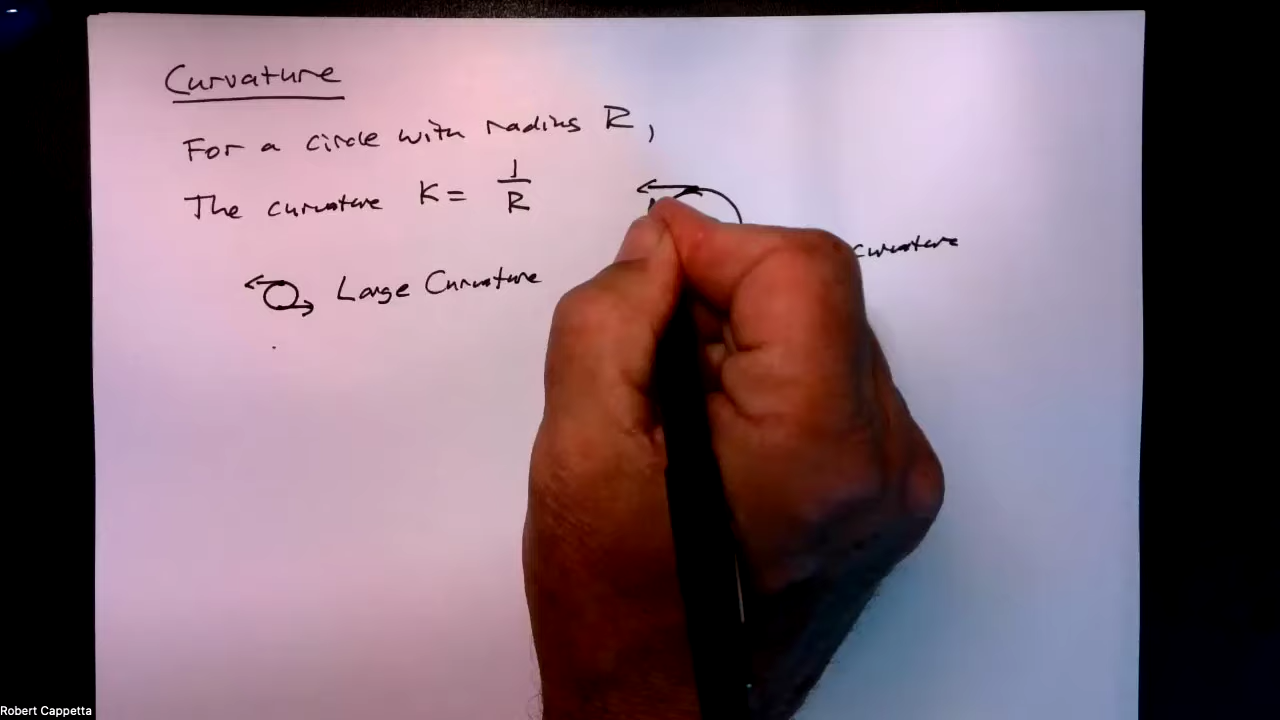 Curvature
For a circle with radius R,
The curvature K = 1/R
Large Curvature
curvature
Robert Cappetta